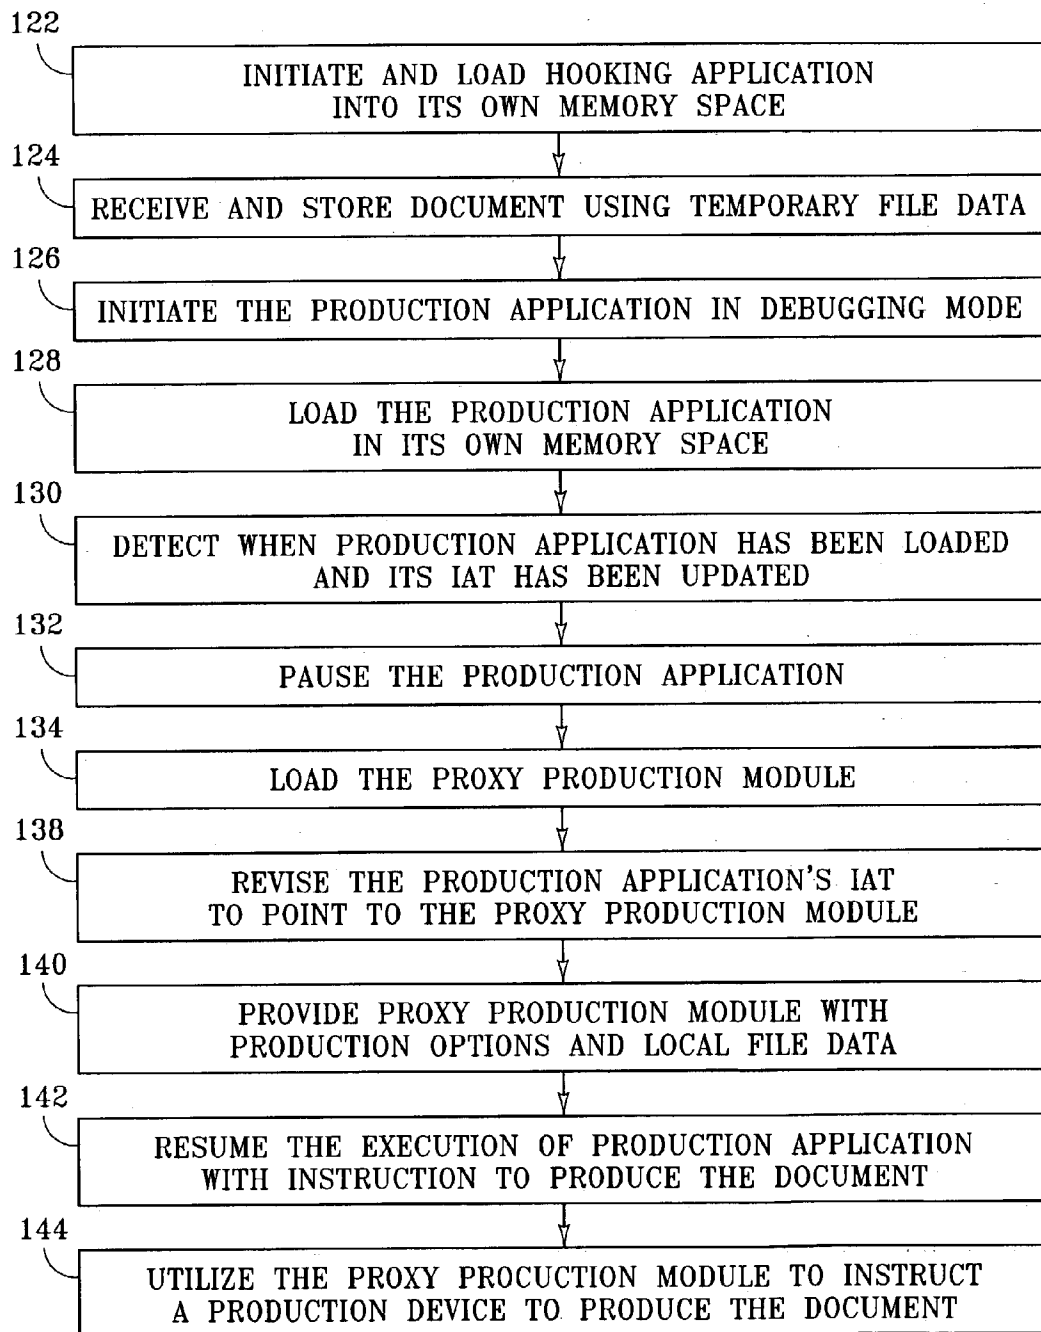 122
INITIATE AND LOAD HOOKING APPLICATION
INTO ITS OWN MEMORY SPACE
124
RECEIVE AND STORE DOCUMENT USING TEMPORARY FILE DATA
126
INITIATE THE PRODUCTION APPLICATION IN DEBUGGING MODE
128
LOAD THE PRODUCTION APPLICATION
IN ITS OWN MEMORY SPACE
130
DETECT WHEN PRODUCTION APPLICATION HAS BEEN LOADED
AND ITS IAT HAS BEEN UPDATED
132
PAUSE THE PRODUCTION APPLICATION
134
LOAD THE PROXY PRODUCTION MODULE
138
REVISE THE PRODUCTION APPLICATION'S IAT
TO POINT TO THE PROXY PRODUCTION MODULE
140
PROVIDE PROXY PRODUCTION MODULE WITH
PRODUCTION OPTIONS AND LOCAL FILE DATA
142
RESUME THE EXECUTION OF PRODUCTION APPLICATION
WITH INSTRUCTION TO PRODUCE THE DOCUMENT
144
UTILIZE THE PROXY PROCUCTION MODULE TO INSTRUCT
A PRODUCTION DEVICE TO PRODUCE THE DOCUMENT